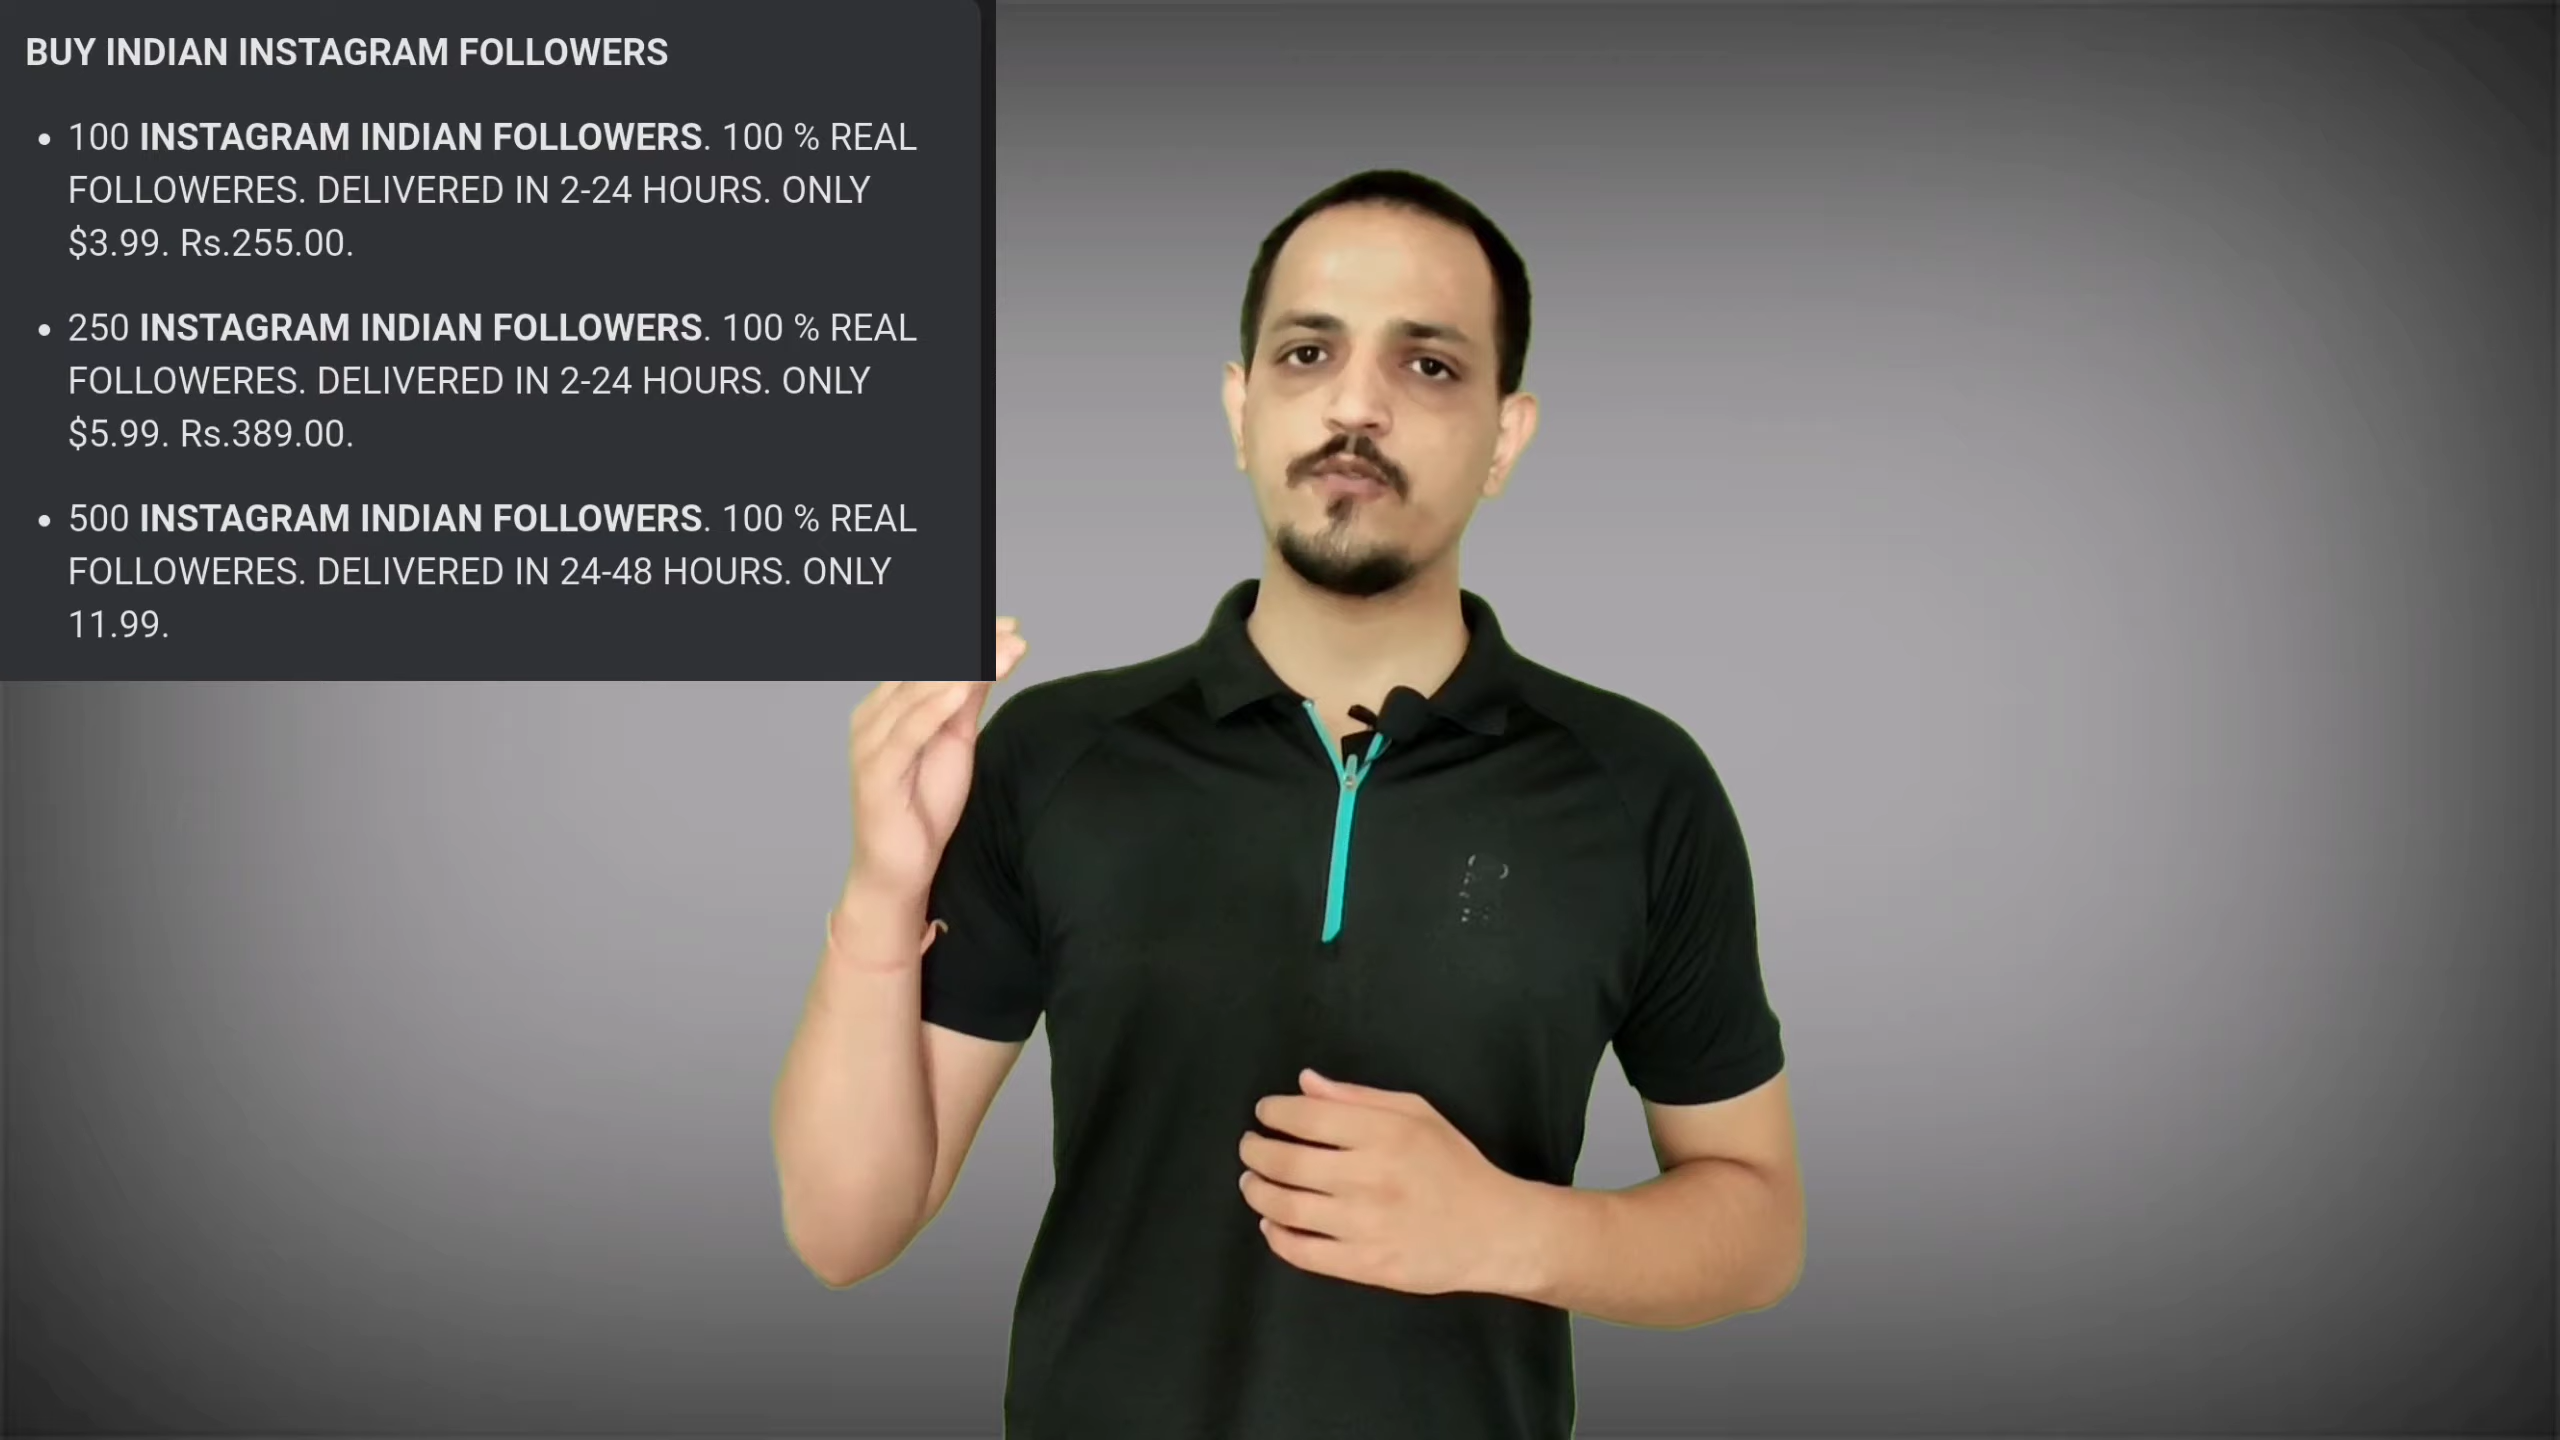 BUY INDIAN INSTAGRAM FOLLOWERS
• 100 INSTAGRAM INDIAN FOLLOWERS. 100 % REAL
FOLLOWERES. DELIVERED IN 2-24 HOURS. ONLY
$3.99. Rs.255.00.
• 250 INSTAGRAM INDIAN FOLLOWERS. 100 % REAL
FOLLOWERES. DELIVERED IN 2-24 HOURS. ONLY
$5.99. Rs.389.00.
• 500 INSTAGRAM INDIAN FOLLOWERS. 100 % REAL
FOLLOWERES. DELIVERED IN 24-48 HOURS. ONLY
11.99.